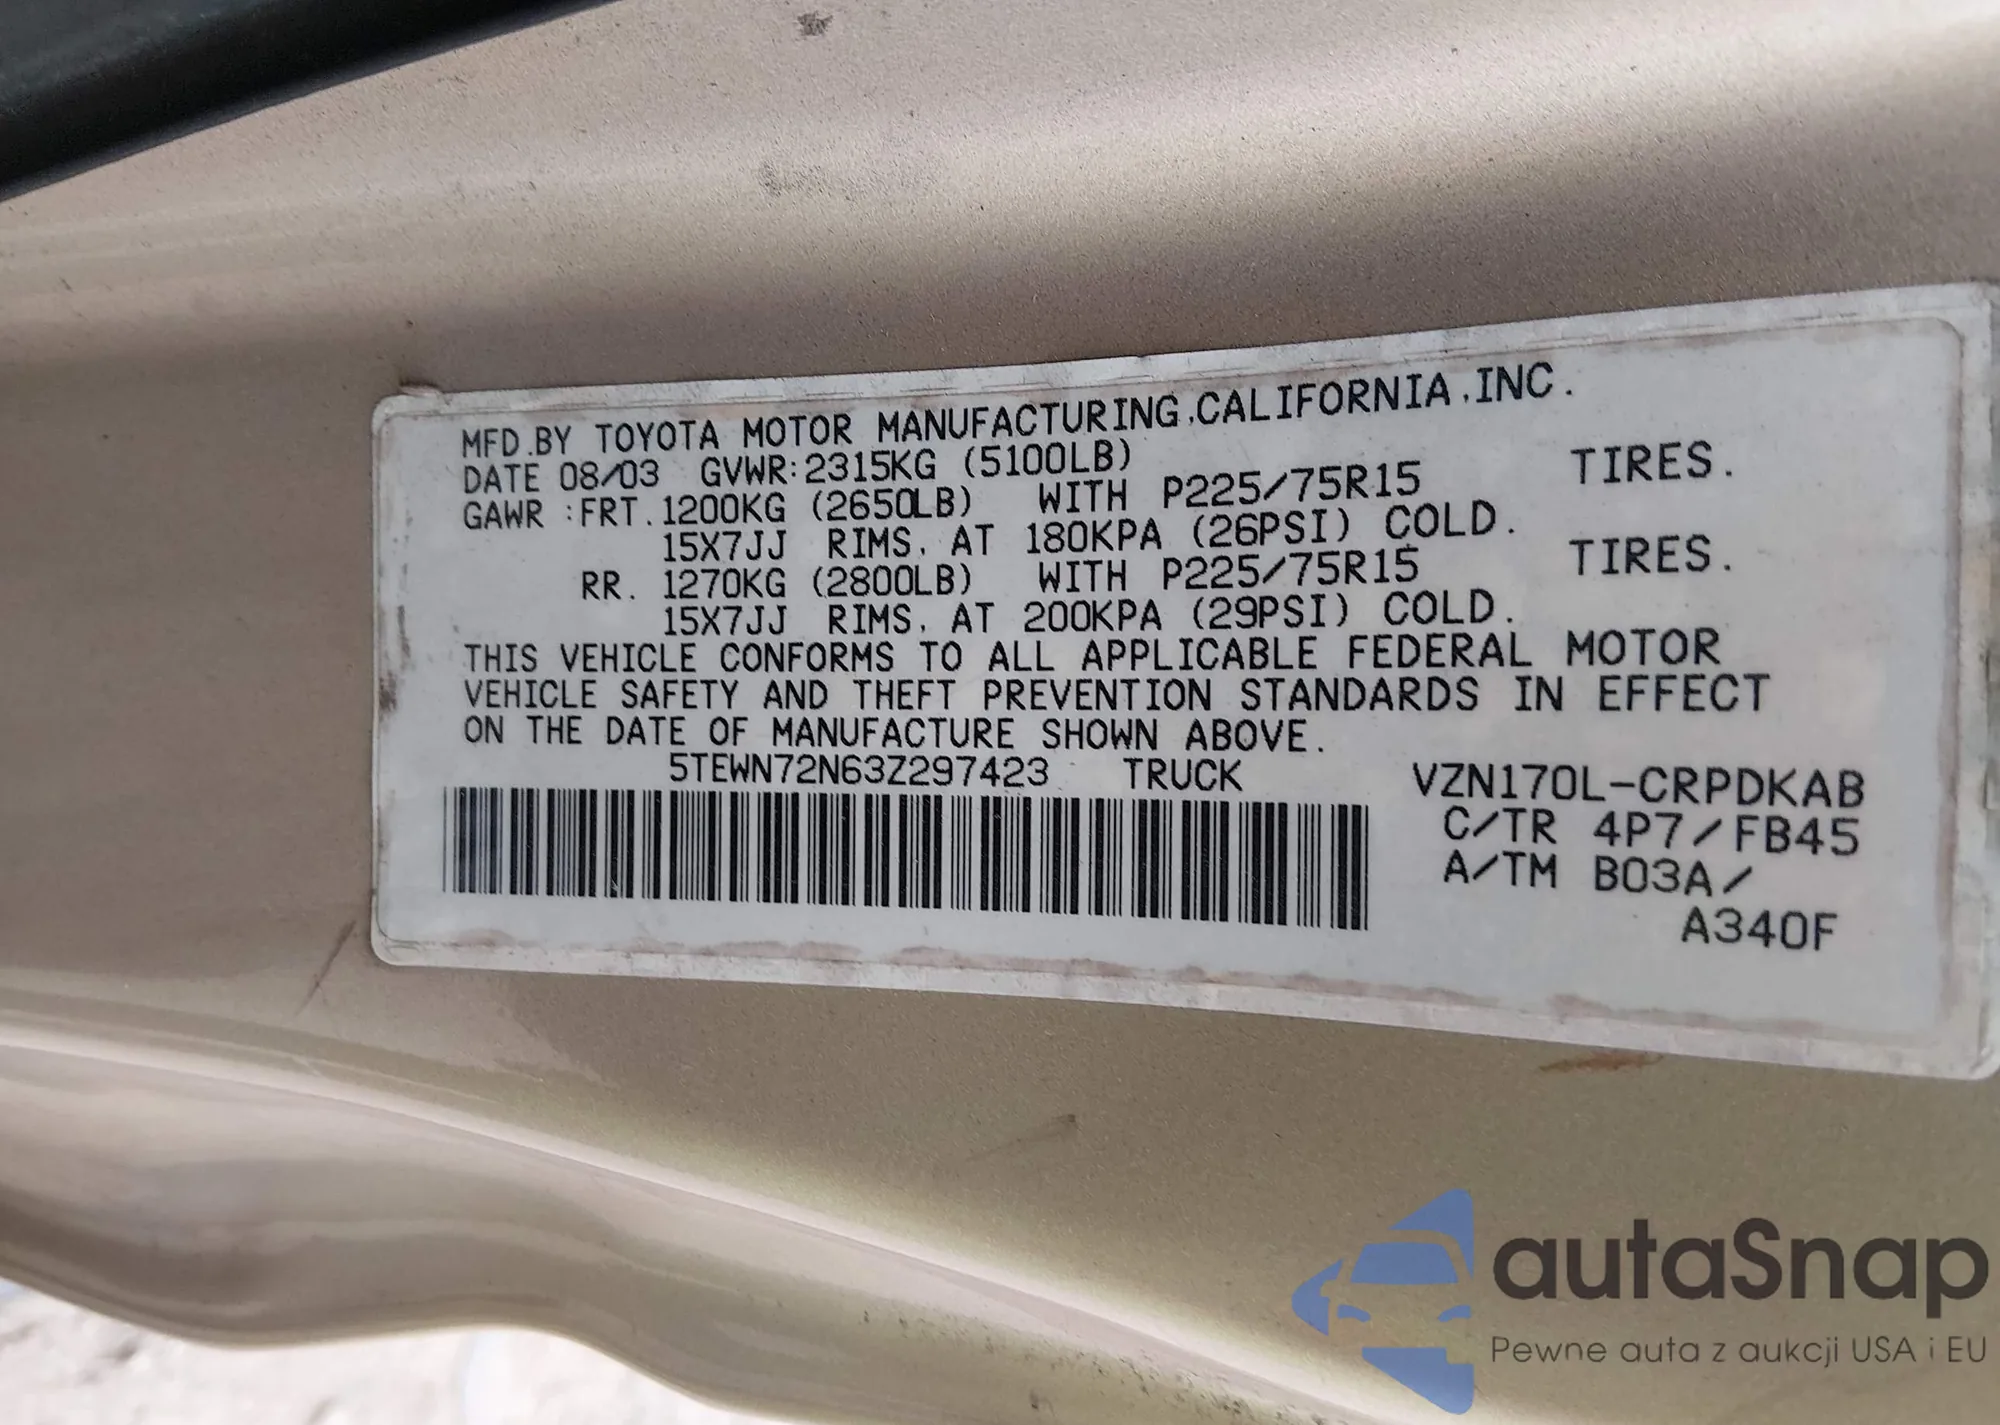 MFD.BY TOYOTA MOTOR MANUFACTURING,CALIFORNIA,INC.
DATE 08/03 GVWR:2315KG (5100LB)
GAWR :FRT.1200KG (2650LB) WITH P225/75R15 TIRES.
15X7JJ RIMS, AT 180KPA (26PSI) COLD.
RR. 1270KG (2800LB) WITH P225/75R15 TIRES.
15X7JJ RIMS, AT 200KPA (29PSI) COLD.
THIS VEHICLE CONFORMS TO ALL APPLICABLE FEDERAL MOTOR
VEHICLE SAFETY AND THEFT PREVENTION STANDARDS IN EFFECT
ON THE DATE OF MANUFACTURE SHOWN ABOVE.
5TEWN72N63Z297423 TRUCK VZN170L-CRPDKAB
C/TR 4P7/FB45
A/TM B03A/
A340F
autaSnap
Pewne auta z aukcji USA i EU